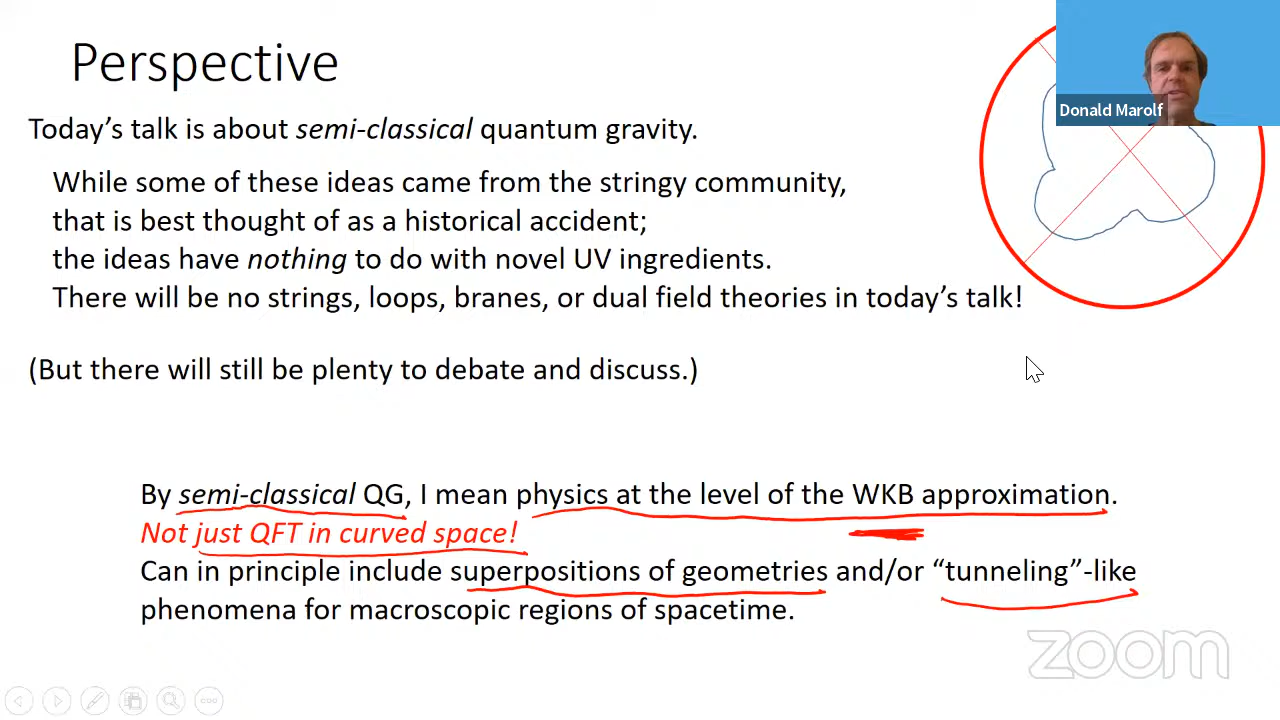 Perspective
Donald Marolf
Today’s talk is about semi-classical quantum gravity.
While some of these ideas came from the stringy community,
that is best thought of as a historical accident;
the ideas have nothing to do with novel UV ingredients.
There will be no strings, loops, branes, or dual field theories in today’s talk!
(But there will still be plenty to debate and discuss.)
By semi-classical QG, I mean physics at the level of the WKB approximation.
Not just QFT in curved space!
Can in principle include superpositions of geometries and/or “tunneling”-like
phenomena for macroscopic regions of spacetime.
zoom